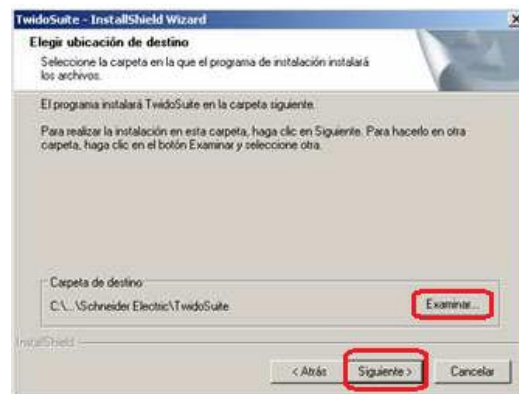 TwidoSuite - InstallShield Wizard
Elegir ubicación de destino
Seleccione la carpeta en la que el programa de instalación instalará
los archivos.
El programa instalará TwidoSuite en la carpeta siguiente.
Para realizar la instalación en esta carpeta, haga clic en Siguiente. Para hacerlo en otra
carpeta, haga clic en el botón Examinar y seleccione otra.
Carpeta de destino
C:\...\Schneider Electric\TwidoSuite
Examinar...
InstallShield
< Atrás
Siguiente >
Cancelar